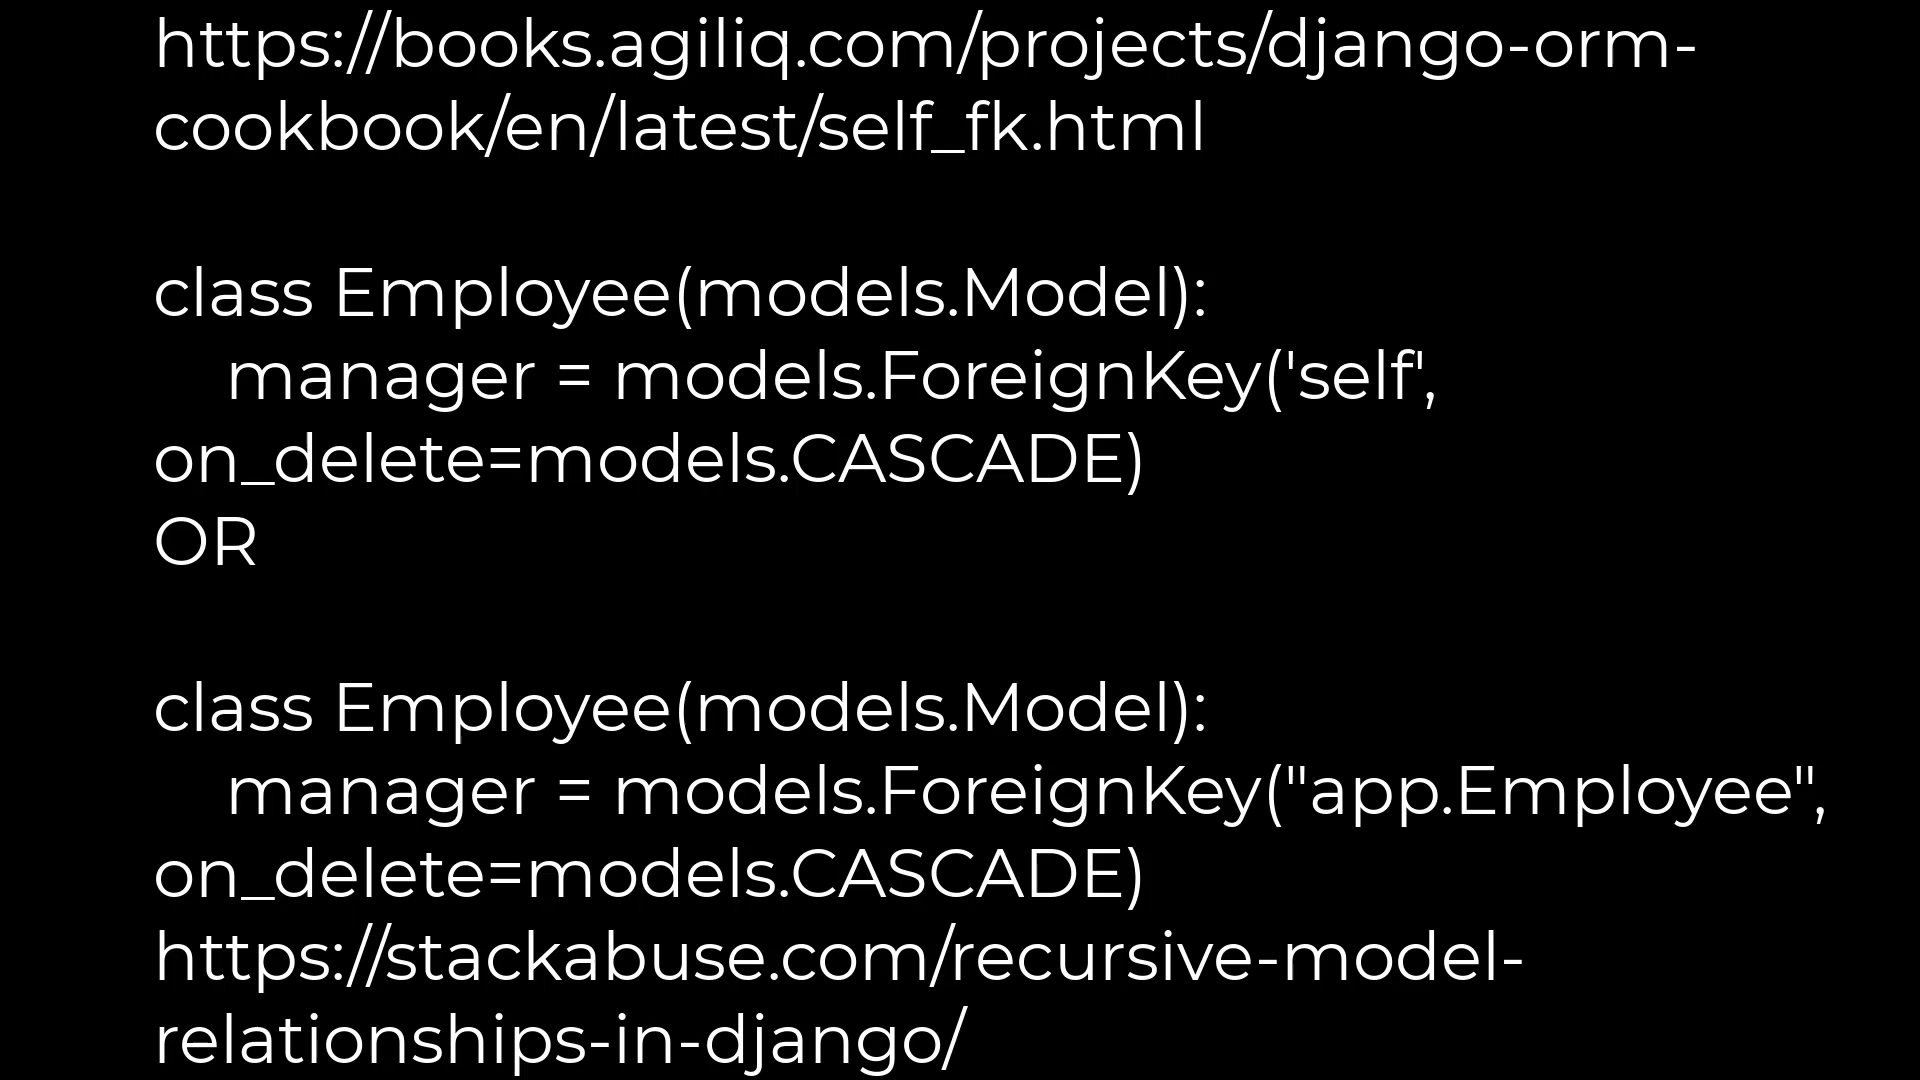 https://books.agiliq.com/projects/django-orm-
cookbook/en/latest/self_fk.html
class Employee(models.Model):
    manager = models.ForeignKey('self',
on_delete=models.CASCADE)
OR
class Employee(models.Model):
    manager = models.ForeignKey("app.Employee",
on_delete=models.CASCADE)
https://stackabuse.com/recursive-model-
relationships-in-django/